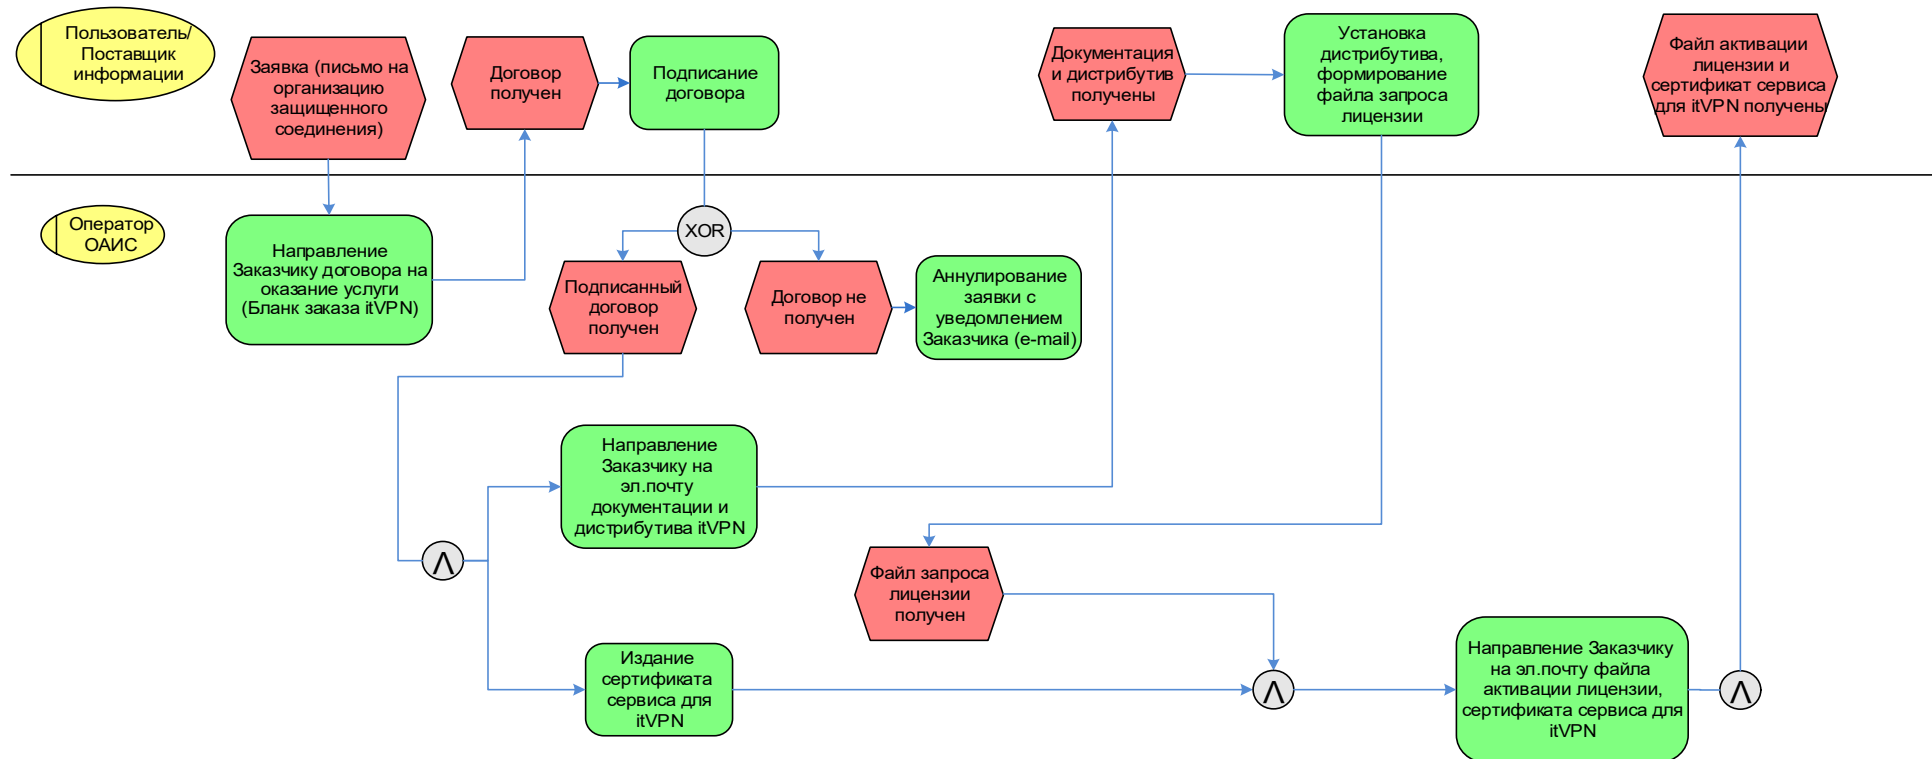 Пользователь/
Поставщик
информации
Заявка (письмо на
организацию
защищенного
соединения)
Договор
получен
Подписание
договора
Документация
и дистрибутив
получены
Установка
дистрибутива,
формирование
файла запроса
лицензии
Файл активации
лицензии и
сертификат сервиса
для itVPN получены
Оператор
ОАИС
Направление
Заказчику договора на
оказание услуги
(Бланк заказа itVPN)
XOR
Подписанный
договор
получен
Договор не
получен
Аннулирование
заявки с
уведомлением
Заказчика (e-mail)
Направление
Заказчику на
эл.почту
документации и
дистрибутива itVPN
Λ
Файл запроса
лицензии
получен
Издание
сертификата
сервиса для
itVPN
Λ
Направление Заказчику
на эл.почту файла
активации лицензии,
сертификата сервиса для
itVPN
Λ